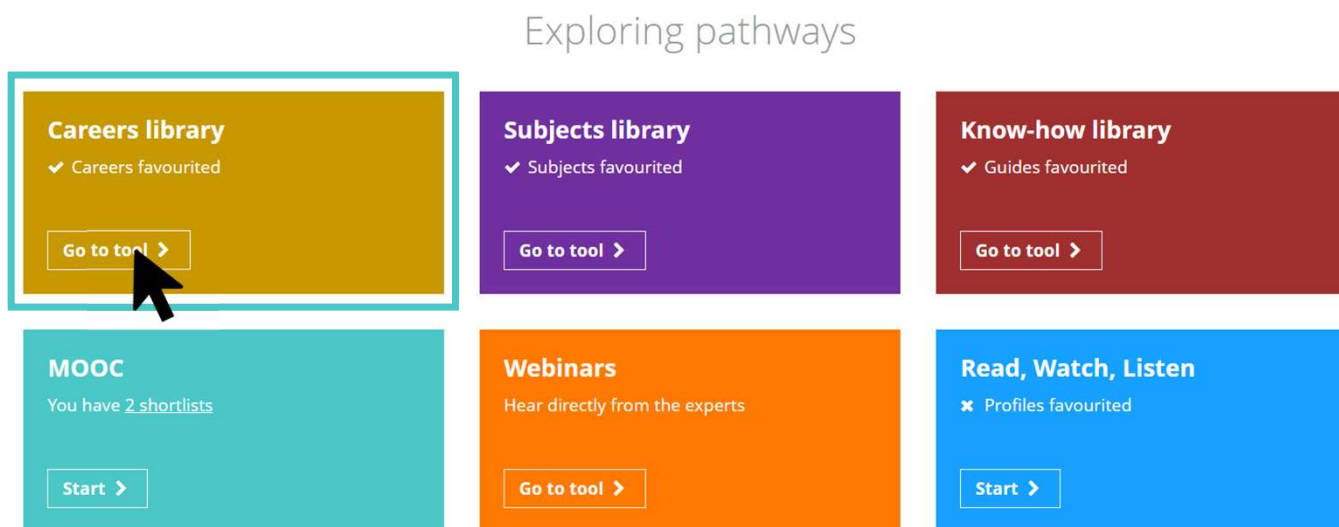 Exploring pathways
Careers library
✔ Careers favourited
Go to tool >
Subjects library
✔ Subjects favourited
Go to tool >
Know-how library
✔ Guides favourited
Go to tool >
MOOC
You have 2 shortlists
Start >
Webinars
Hear directly from the experts
Go to tool >
Read, Watch, Listen
✖ Profiles favourited
Start >